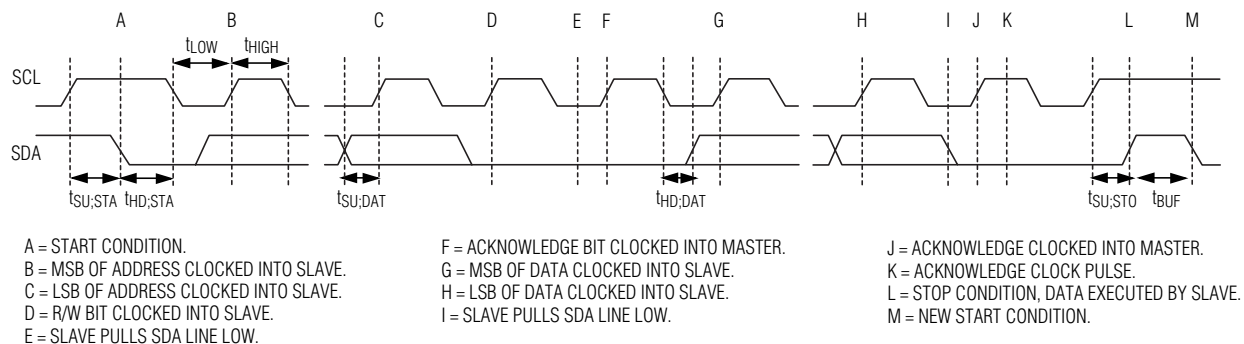 A B C D E F G H I J K L M
tLOW tHIGH
SCL
SDA
tSU;STA tHD;STA tSU;DAT tHD;DAT tSU;STO tBUF
A = START CONDITION.
B = MSB OF ADDRESS CLOCKED INTO SLAVE.
C = LSB OF ADDRESS CLOCKED INTO SLAVE.
D = R/W BIT CLOCKED INTO SLAVE.
E = SLAVE PULLS SDA LINE LOW.
F = ACKNOWLEDGE BIT CLOCKED INTO MASTER.
G = MSB OF DATA CLOCKED INTO SLAVE.
H = LSB OF DATA CLOCKED INTO SLAVE.
I = SLAVE PULLS SDA LINE LOW.
J = ACKNOWLEDGE CLOCKED INTO MASTER.
K = ACKNOWLEDGE CLOCK PULSE.
L = STOP CONDITION, DATA EXECUTED BY SLAVE.
M = NEW START CONDITION.